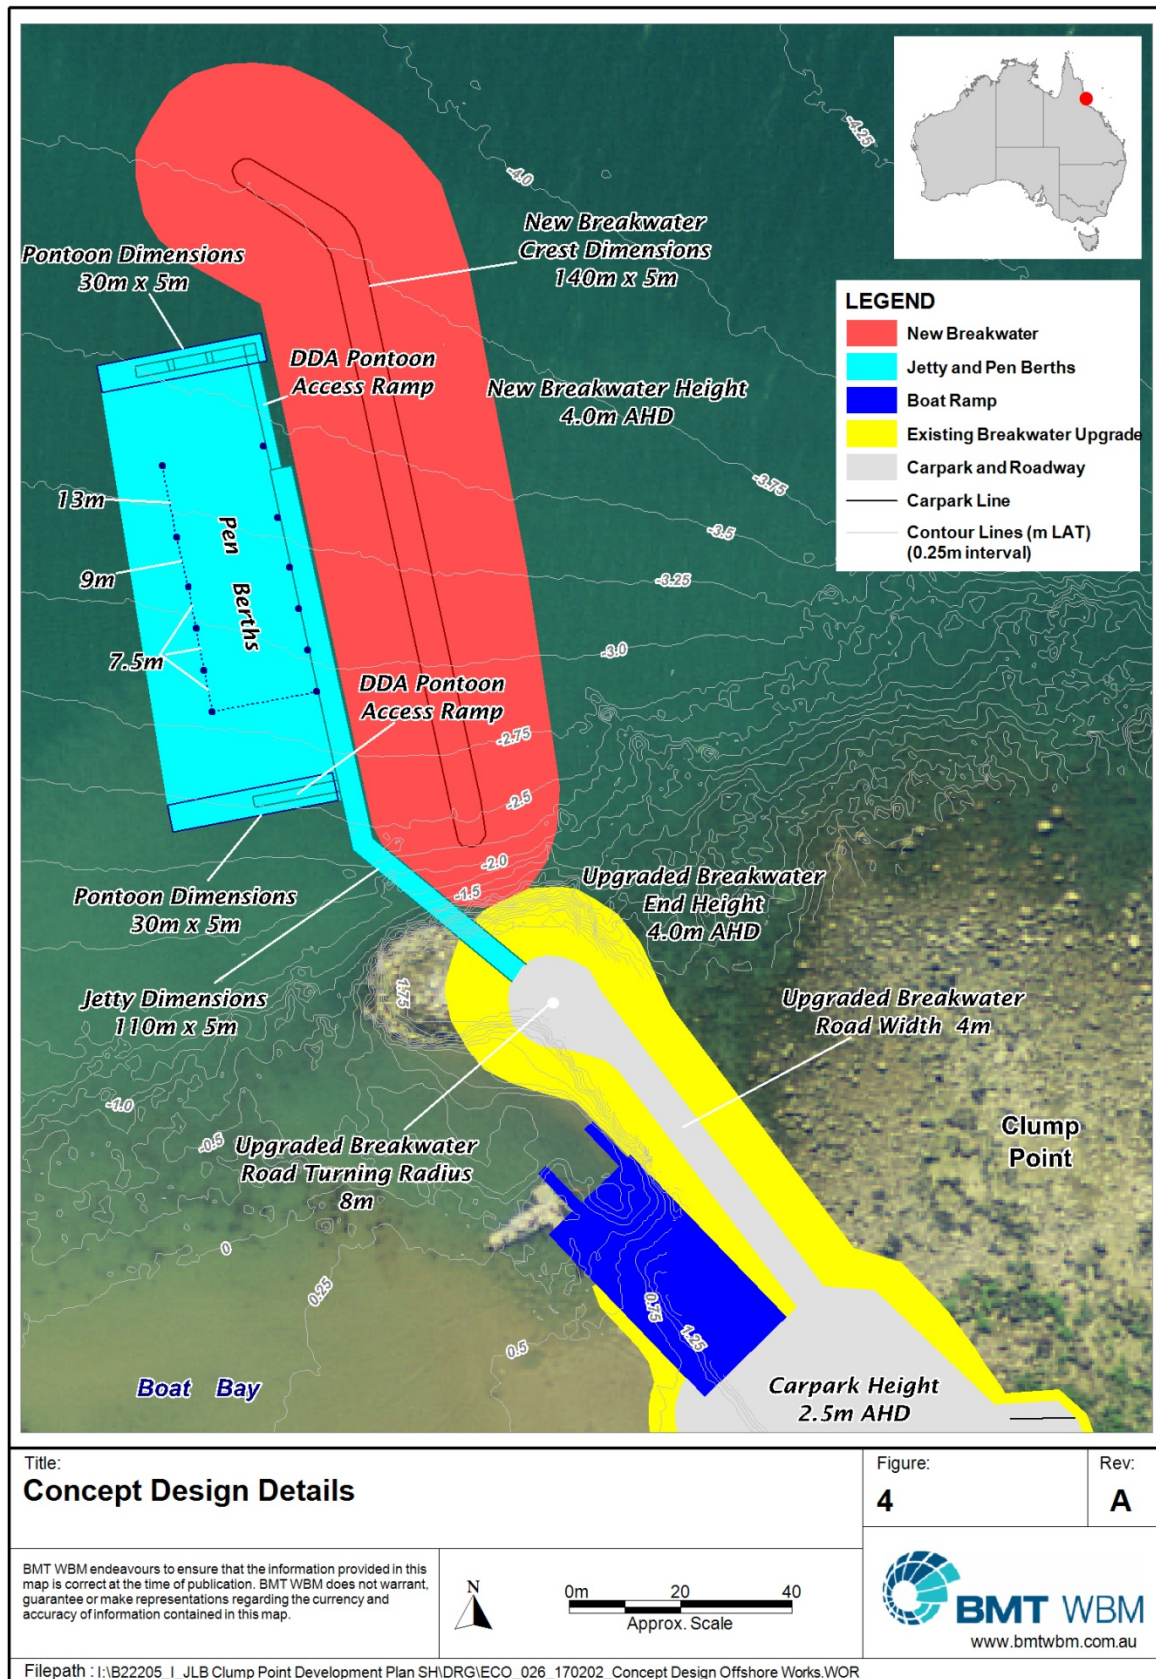 -4.25
-4.0
New Breakwater
Crest Dimensions
140m x 5m
Pontoon Dimensions
30m x 5m
DDA Pontoon
Access Ramp
New Breakwater Height
4.0m AHD
LEGEND
New Breakwater
Jetty and Pen Berths
Boat Ramp
Existing Breakwater Upgrade
Carpark and Roadway
Carpark Line
Contour Lines (m LAT)
(0.25m interval)
-3.75
-3.5
-3.25
-3.0
13m
9m
7.5m
Pen Berths
DDA Pontoon
Access Ramp
-2.75
-2.5
-2.0
-1.5
Pontoon Dimensions
30m x 5m
Upgraded Breakwater
End Height
4.0m AHD
Jetty Dimensions
110m x 5m
1.75
Upgraded Breakwater
Road Width 4m
-1.0
-0.5
Upgraded Breakwater
Road Turning Radius
8m
Clump
Point
0
0.25
0.5
0.75
1.25
Boat Bay
Carpark Height
2.5m AHD
Title:
Concept Design Details
Figure:
4
Rev:
A
BMT WBM endeavours to ensure that the information provided in this
map is correct at the time of publication. BMT WBM does not warrant,
guarantee or make representations regarding the currency and
accuracy of information contained in this map.
N
0m 20 40
Approx. Scale
BMT WBM
www.bmtwbm.com.au
Filepath : I:\B22205_I_JLB Clump Point Development Plan SH\DRG\ECO_026_170202_Concept Design Offshore Works.WOR